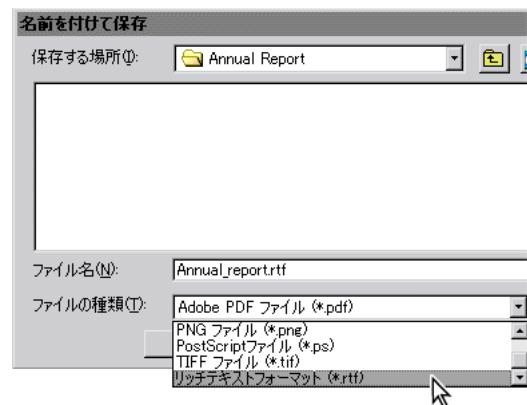 名前を付けて保存
保存する場所(I):
Annual Report
ファイル名(N):
Annual_report.rtf
ファイルの種類(T):
Adobe PDF ファイル (*.pdf)
PNG ファイル (*.png)
PostScriptファイル (*.ps)
TIFF ファイル (*.tif)
リッチテキストフォーマット (*.rtf)